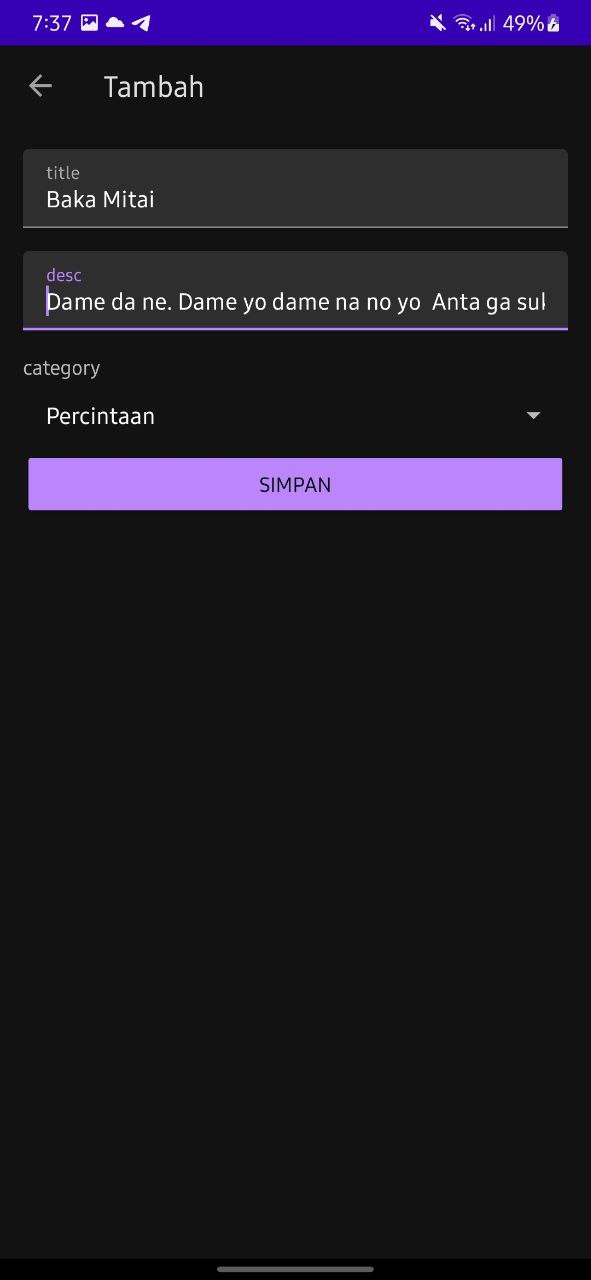 7:37 49%
Tambah
title
Baka Mitai
desc
Dame da ne. Dame yo dame na no yo  Anta ga
category
Percintaan
SIMPAN